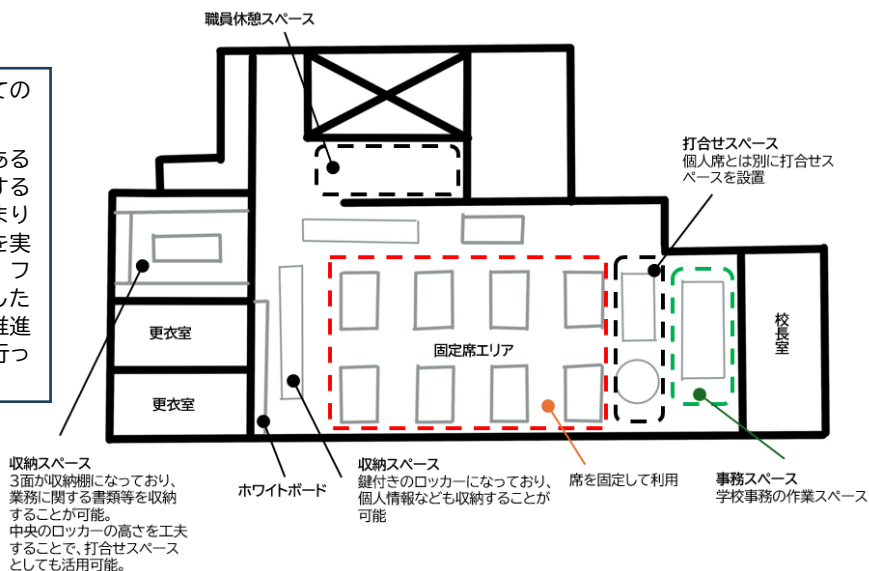 職員休憩スペース
ての
ある
する
まり
を実
フ
した
推進
行っ
打合せスペース
個人席とは別に打合せス
ペースを設置
固定席エリア
校長室
更衣室
更衣室
収納スペース
3面が収納棚になっており、
業務に関する書類等を収納
することが可能。
中央のロッカーの高さを工夫
することで、打合せスペース
としても活用可能。
ホワイトボード
収納スペース
鍵付きのロッカーになっており、
個人情報なども収納することが
可能
席を固定して利用
事務スペース
学校事務の作業スペース